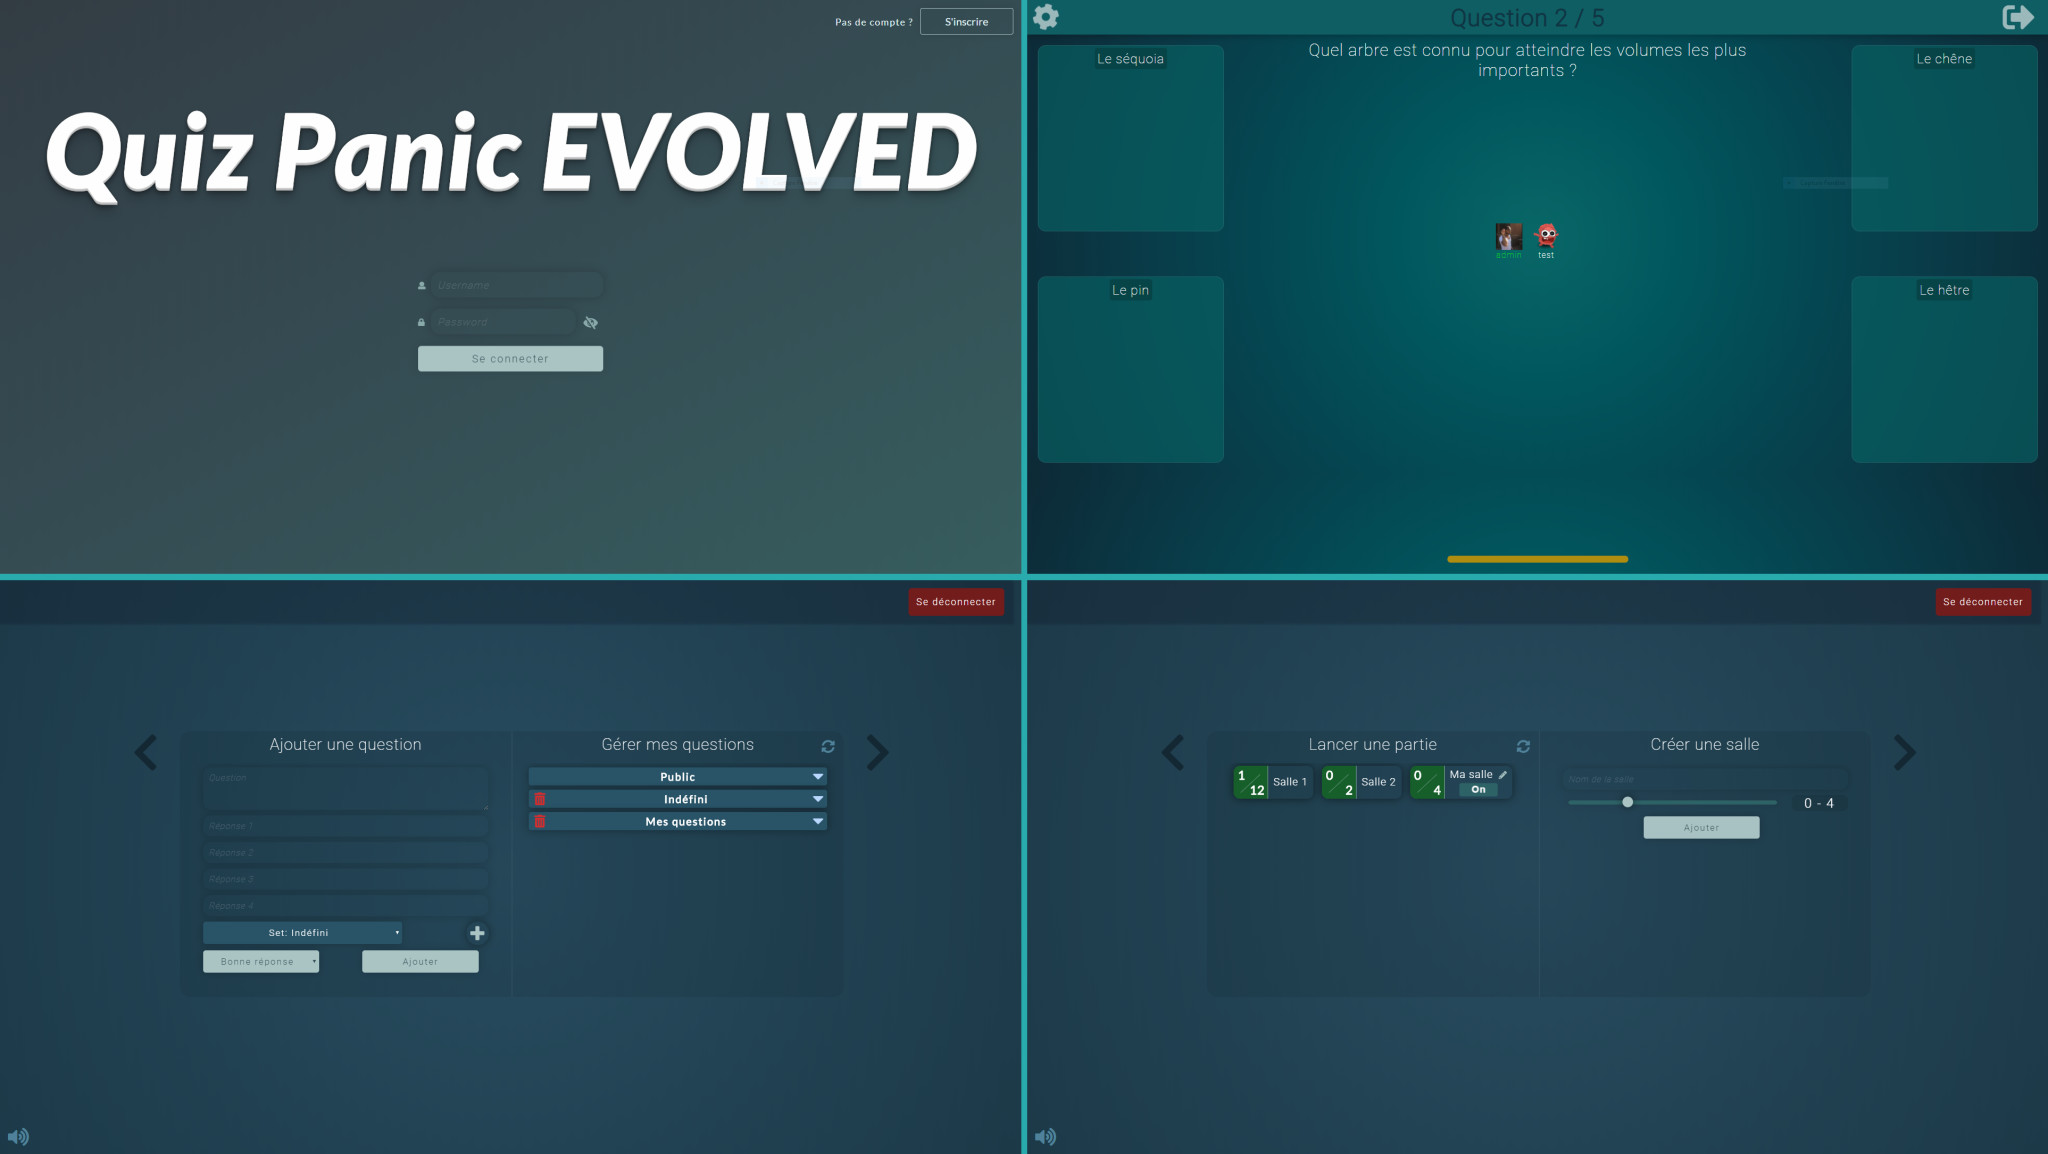 Pas de compte ?
S'inscrire
Quiz Panic EVOLVED
Username
Password
Se connecter
Question 2 / 5
Quel arbre est connu pour atteindre les volumes les plus
importants ?
Le séquoia
Le chêne
admin
test
Le pin
Le hêtre
Se déconnecter
Ajouter une question
Question
Réponse 1
Réponse 2
Réponse 3
Réponse 4
Set: Indéfini
Bonne réponse
Ajouter
Gérer mes questions
Public
Indéfini
Mes questions
Se déconnecter
Lancer une partie
1/12 Salle 1
0/2 Salle 2
0/4 Ma salle
On
Créer une salle
Nom de la salle
0 - 4
Ajouter